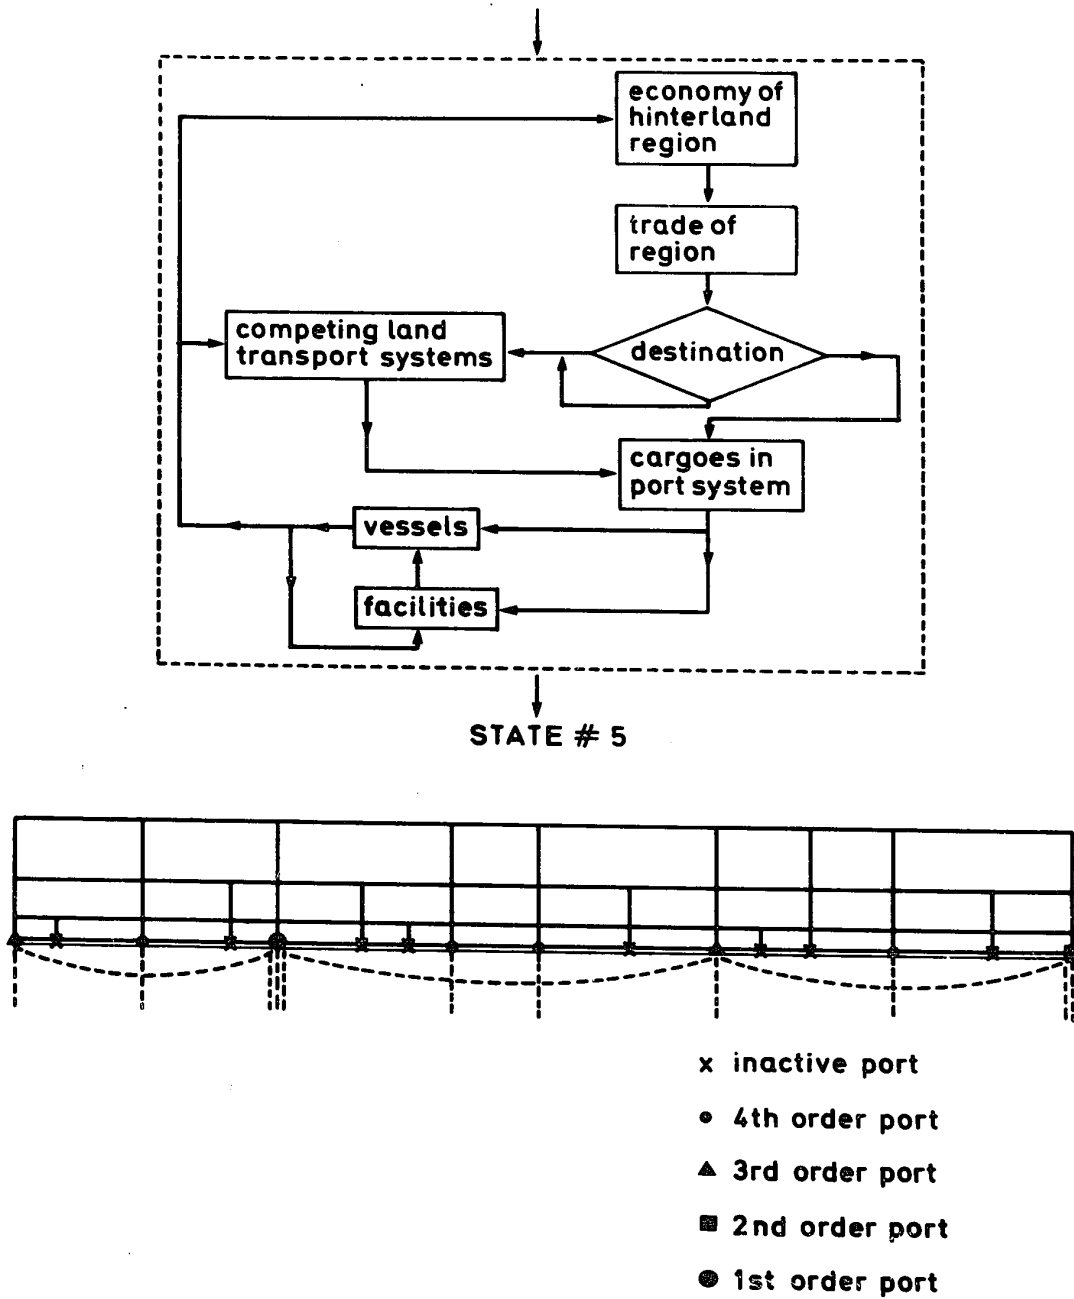 economy of
hinterland
region
trade of
region
competing land
transport systems
destination
cargoes in
port system
vessels
facilities
STATE # 5
x inactive port
4th order port
3rd order port
2nd order port
1st order port